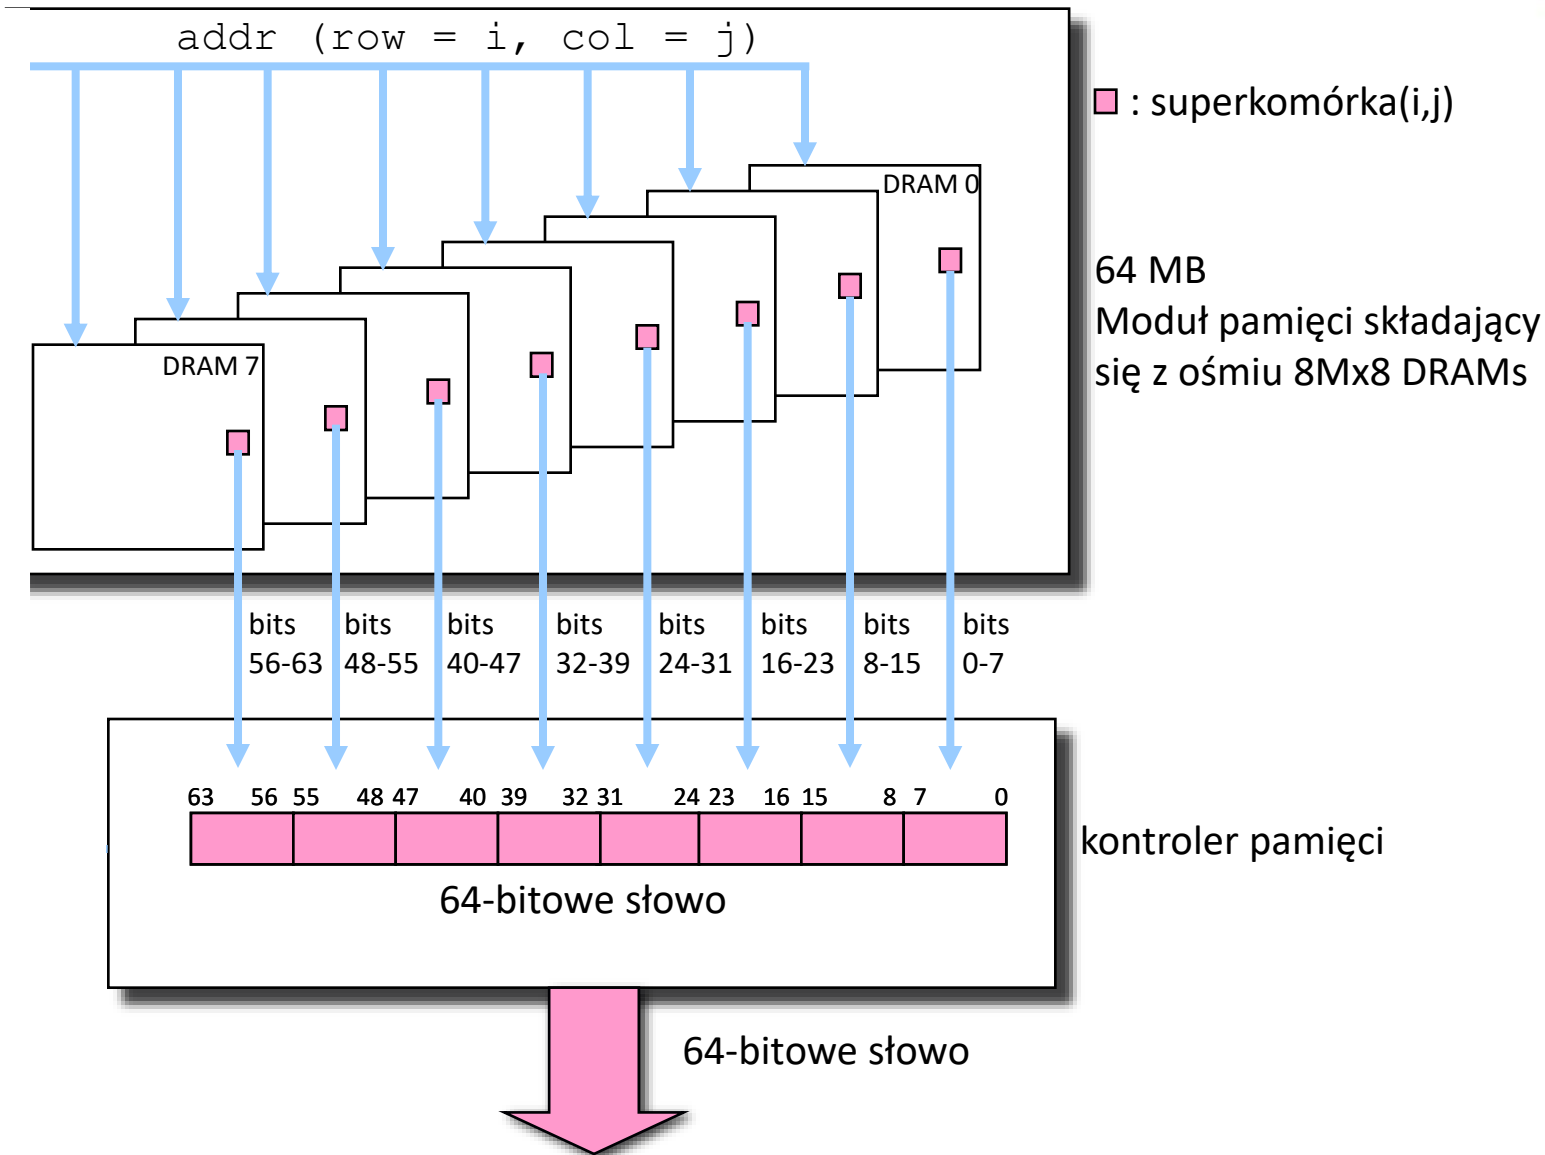 addr (row = i, col = j)
: superkomórka(i,j)
DRAM 0
64 MB
Moduł pamięci składający
się z ośmiu 8Mx8 DRAMs
DRAM 7
bits bits bits bits bits bits bits bits
56-63 48-55 40-47 32-39 24-31 16-23 8-15 0-7
63 56 55 48 47 40 39 32 31 24 23 16 15 8 7 0
kontroler pamięci
64-bitowe słowo
64-bitowe słowo